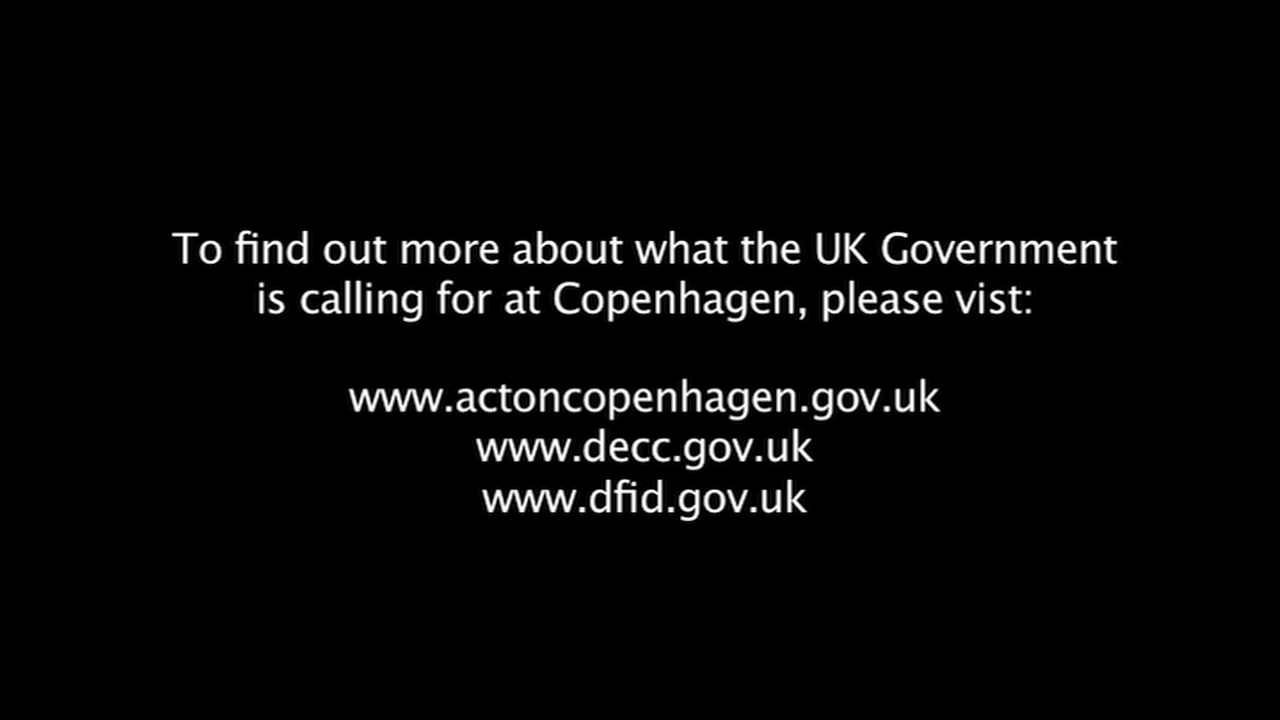 To find out more about what the UK Government
is calling for at Copenhagen, please vist:
www.actoncopenhagen.gov.uk
www.decc.gov.uk
www.dfid.gov.uk